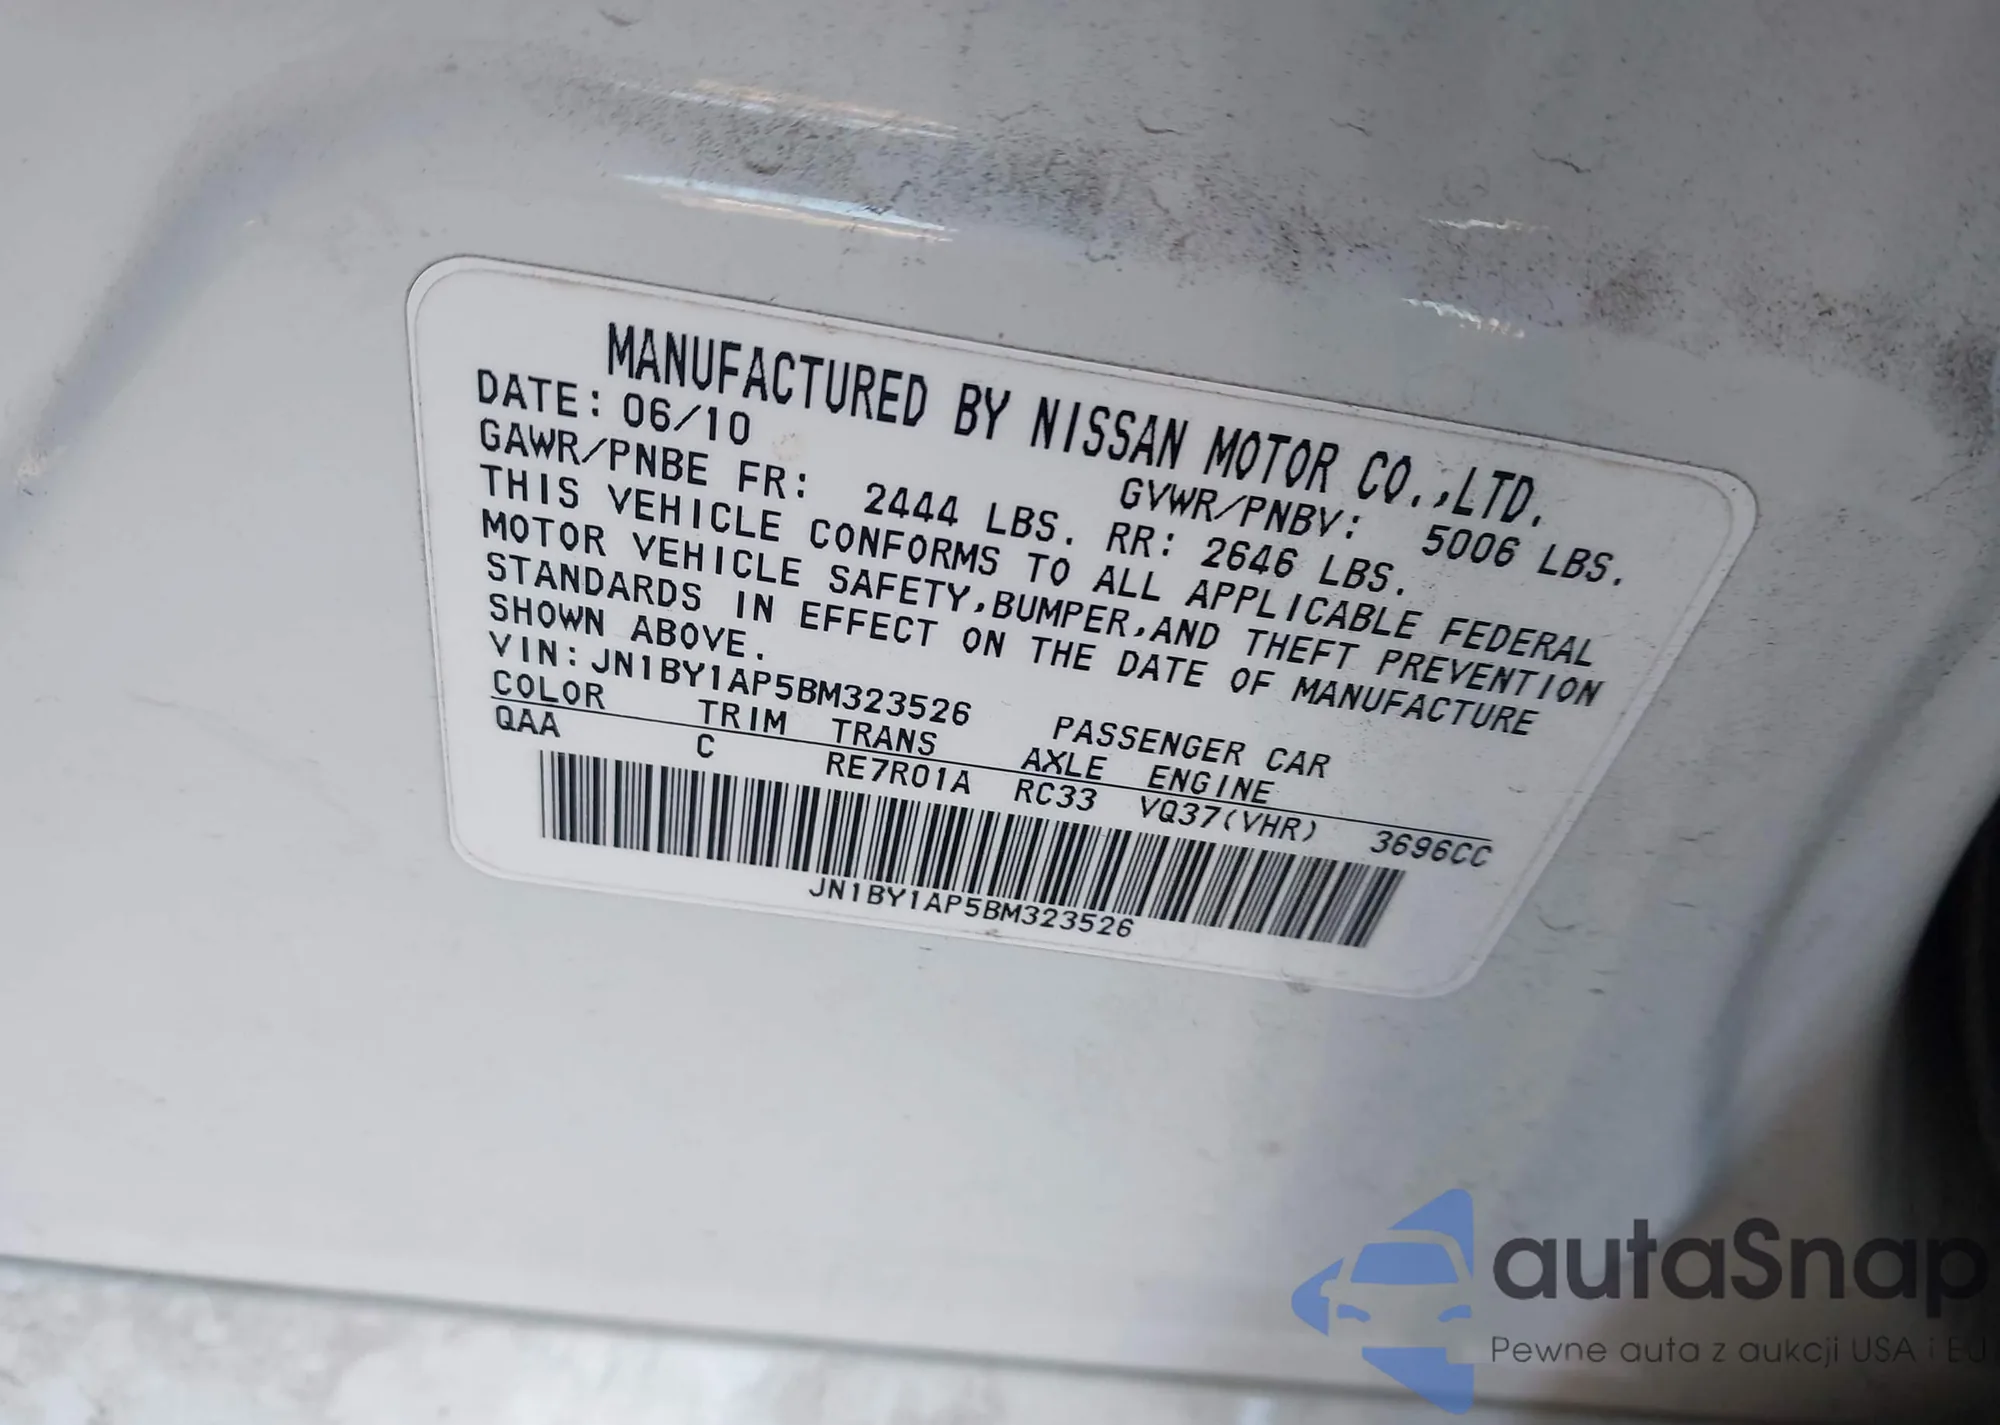 MANUFACTURED BY NISSAN MOTOR CO.,LTD.
DATE: 06/10 GVWR/PNBV: 5006 LBS.
GAWR/PNBE FR: 2444 LBS. RR: 2646 LBS.
THIS VEHICLE CONFORMS TO ALL APPLICABLE FEDERAL
MOTOR VEHICLE SAFETY,BUMPER,AND THEFT PREVENTION
STANDARDS IN EFFECT ON THE DATE OF MANUFACTURE
SHOWN ABOVE.
VIN:JN1BY1AP5BM323526 PASSENGER CAR
COLOR TRIM TRANS AXLE ENGINE
QAA C RE7R01A RC33 VQ37(VHR) 3696CC
JN1BY1AP5BM323526
autaSnap
Pewne auta z aukcji USA i EU